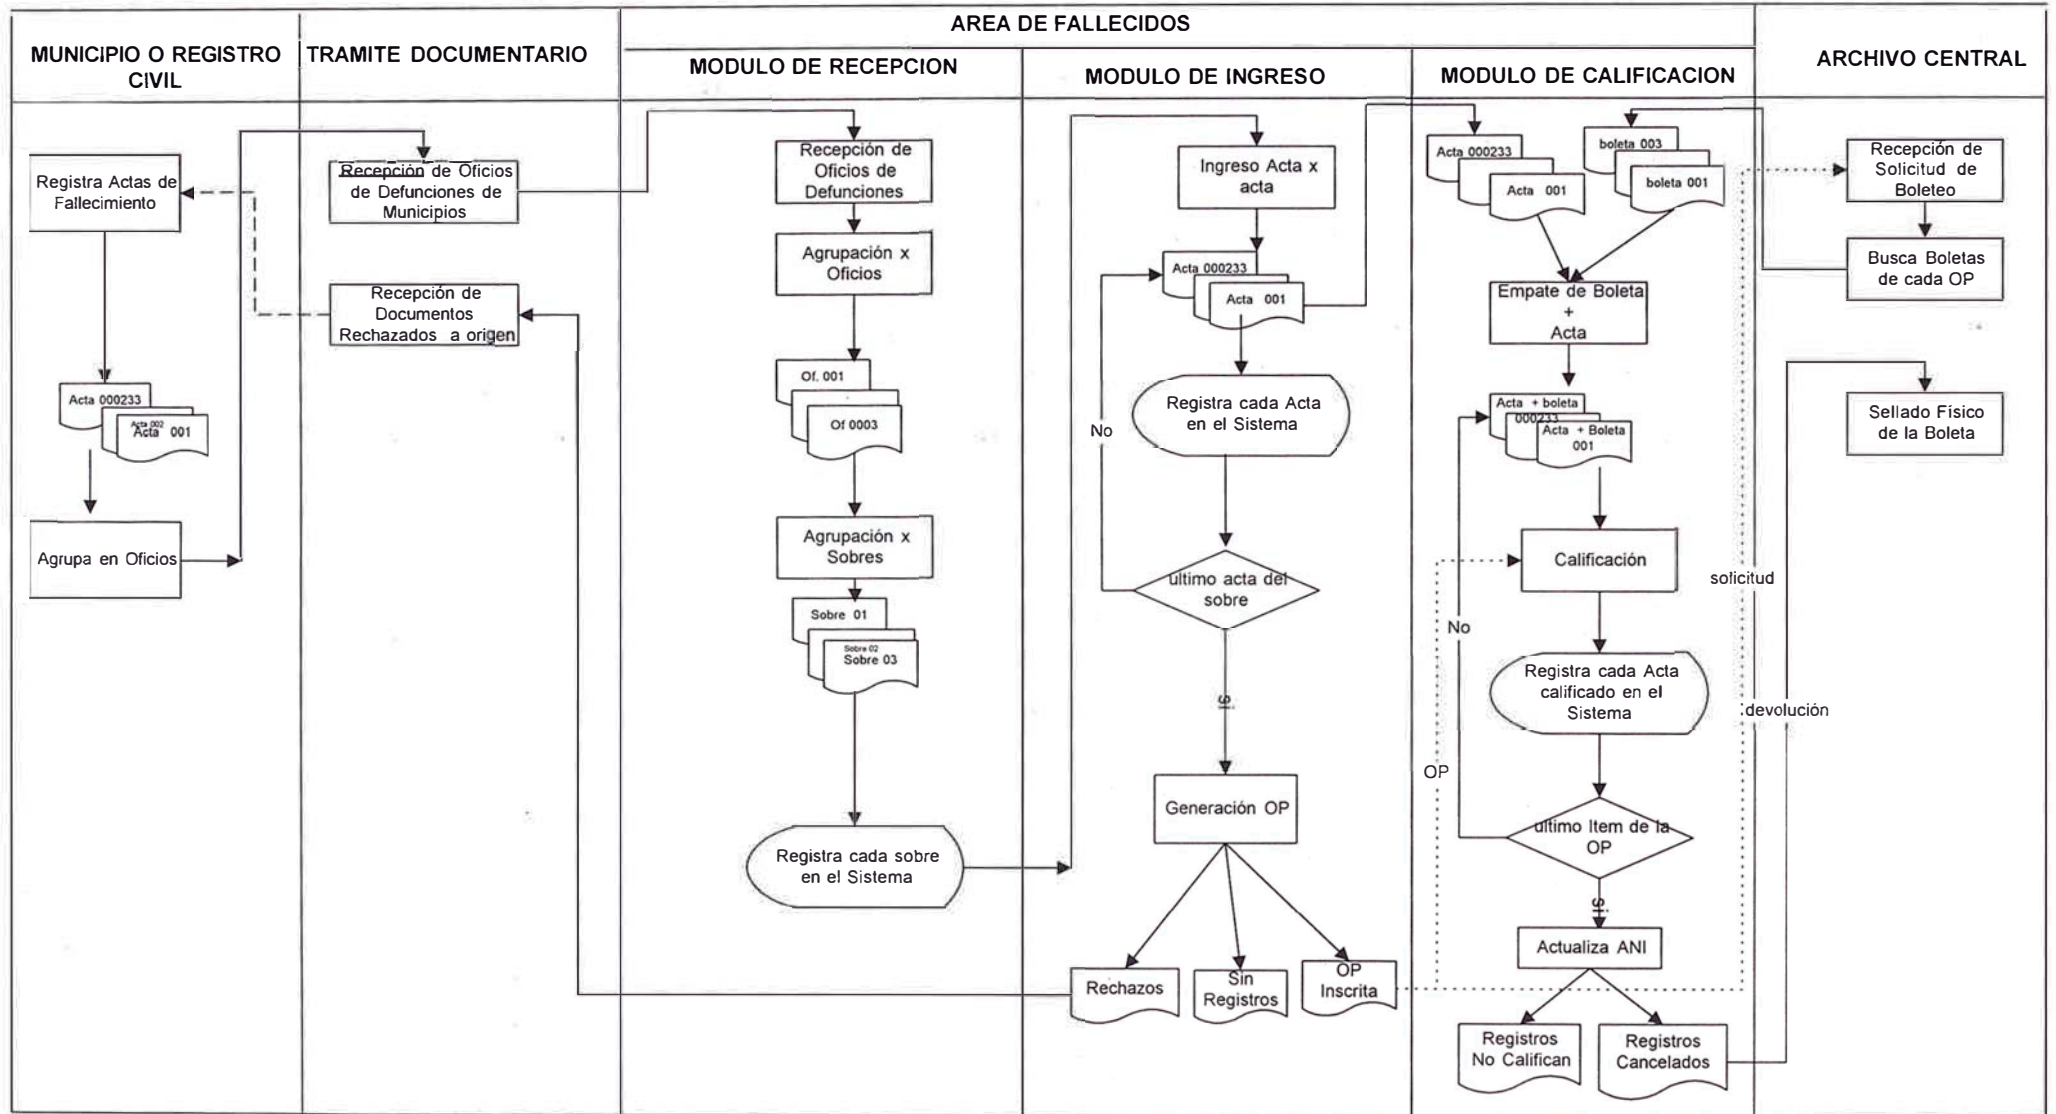 AREA DE FALLECIDOS
MUNICIPIO O REGISTRO
CIVIL
TRAMITE DOCUMENTARIO
MODULO DE RECEPCION
MODULO DE INGRESO
MODULO DE CALIFICACION
ARCHIVO CENTRAL
Registra Actas de
Fallecimiento
Acta 000233
Acta 002
Acta 001
Agrupa en Oficios
Recepción de Oficios
de Defunciones de
Municipios
Recepción de
Documentos
Rechazados a origen
Recepción de
Oficios de
Defunciones
Agrupación x
Oficios
Of. 001
Of 0003
Agrupación x
Sobres
Sobre 01
Sobre 02
Sobre 03
Registra cada sobre
en el Sistema
Ingreso Acta x
acta
Acta 000233
Acta 001
Registra cada Acta
en el Sistema
No
ultimo acta del
sobre
si
Generación OP
Rechazos
Sin
Registros
OP
Inscrita
Acta 000233
Acta 001
boleta 003
boleta 001
Empate de Boleta
+
Acta
Acta + boleta
000233
Acta + Boleta
001
Calificación
No
Registra cada Acta
calificado en el
Sistema
OP
ultimo Item de la
OP
si
Actualiza ANI
Registros
No Califican
Registros
Cancelados
solicitud
devolución
Recepción de
Solicitud de
Boleteo
Busca Boletas
de cada OP
Sellado Físico
de la Boleta